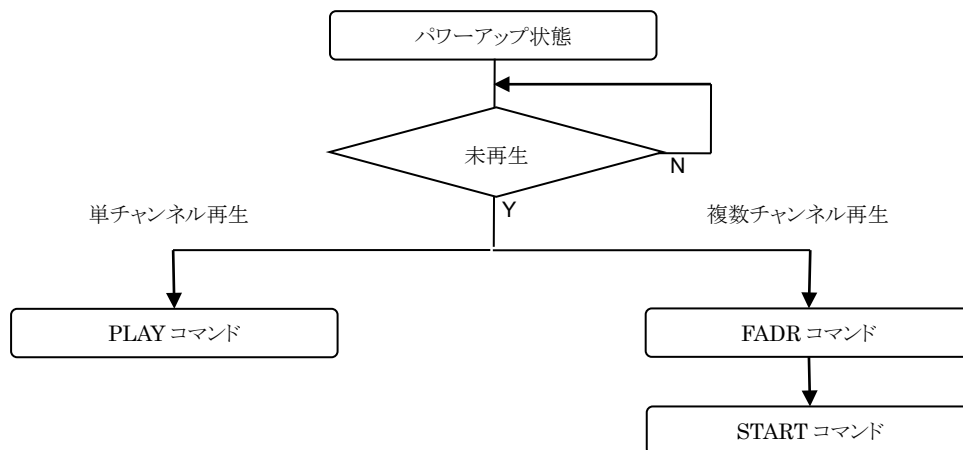 パワーアップ状態
未再生
N
Y
単チャンネル再生
複数チャンネル再生
PLAY コマンド
FADR コマンド
START コマンド